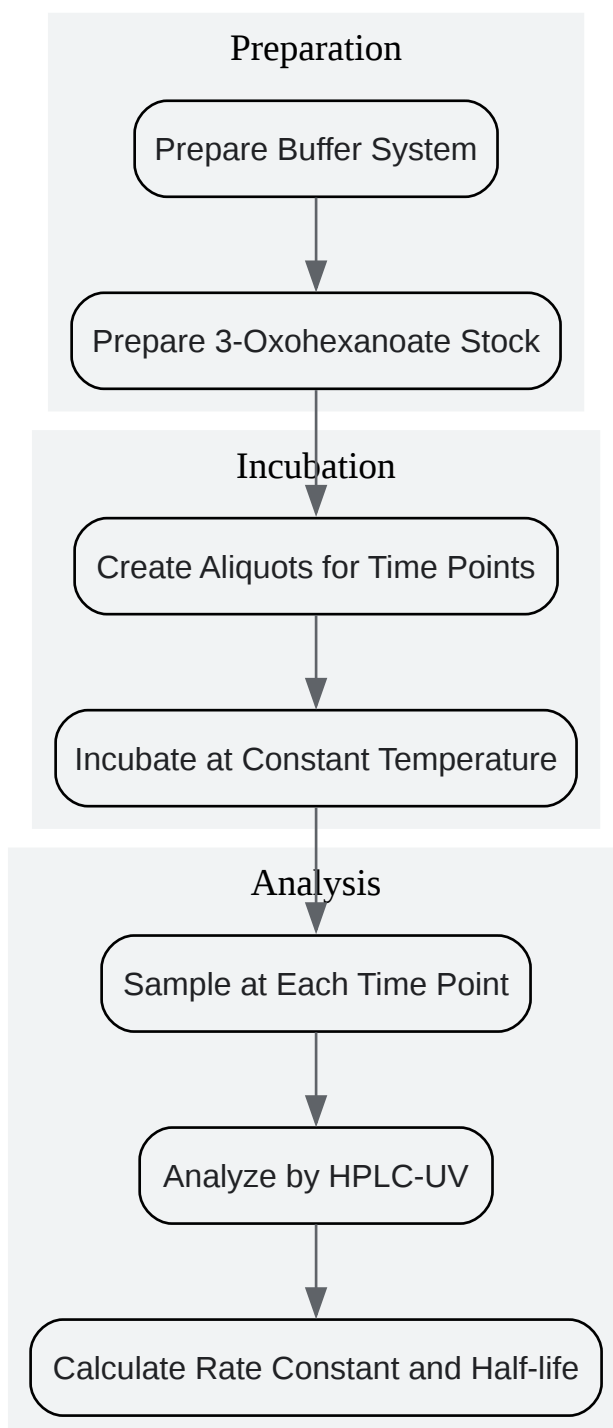 Preparation
Prepare Buffer System
Prepare 3-Oxohexanoate Stock
Incubation
Create Aliquots for Time Points
Incubate at Constant Temperature
Analysis
Sample at Each Time Point
Analyze by HPLC-UV
Calculate Rate Constant and Half-life